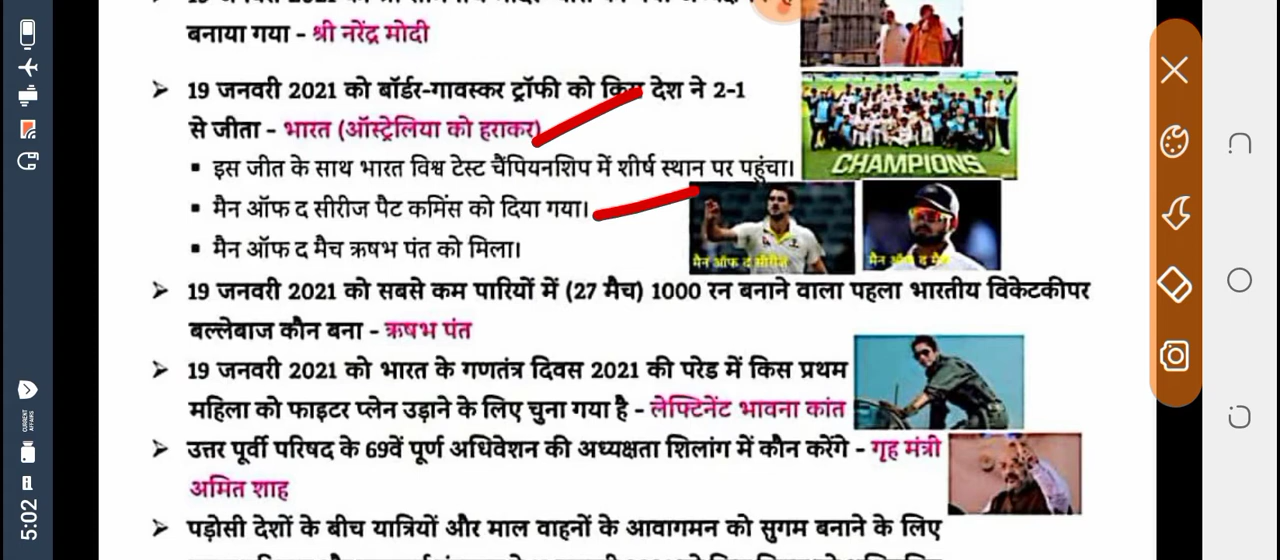 बनाया गया - श्री नरेंद्र मोदी
➢ 19 जनवरी 2021 को बॉर्डर-गावस्कर ट्रॉफी को किस देश ने 2-1
से जीता - भारत (ऑस्ट्रेलिया को हराकर)
CHAMPIONS
▪ इस जीत के साथ भारत विश्व टेस्ट चैंपियनशिप में शीर्ष स्थान पर पहुंचा।
▪ मैन ऑफ द सीरीज पैट कमिंस को दिया गया।
▪ मैन ऑफ द मैच ऋषभ पंत को मिला।
मैन ऑफ द सीरीज
मैन ऑफ द मैच
➢ 19 जनवरी 2021 को सबसे कम पारियों में (27 मैच) 1000 रन बनाने वाला पहला भारतीय विकेटकीपर
बल्लेबाज कौन बना - ऋषभ पंत
➢ 19 जनवरी 2021 को भारत के गणतंत्र दिवस 2021 की परेड में किस प्रथम
महिला को फाइटर प्लेन उड़ाने के लिए चुना गया है - लेफ्टिनेंट भावना कांत
➢ उत्तर पूर्वी परिषद के 69वें पूर्ण अधिवेशन की अध्यक्षता शिलांग में कौन करेंगे - गृह मंत्री
अमित शाह
➢ पड़ोसी देशों के बीच यात्रियों और माल वाहनों के आवागमन को सुगम बनाने के लिए
5:02
CURRENT
AFFAIRS